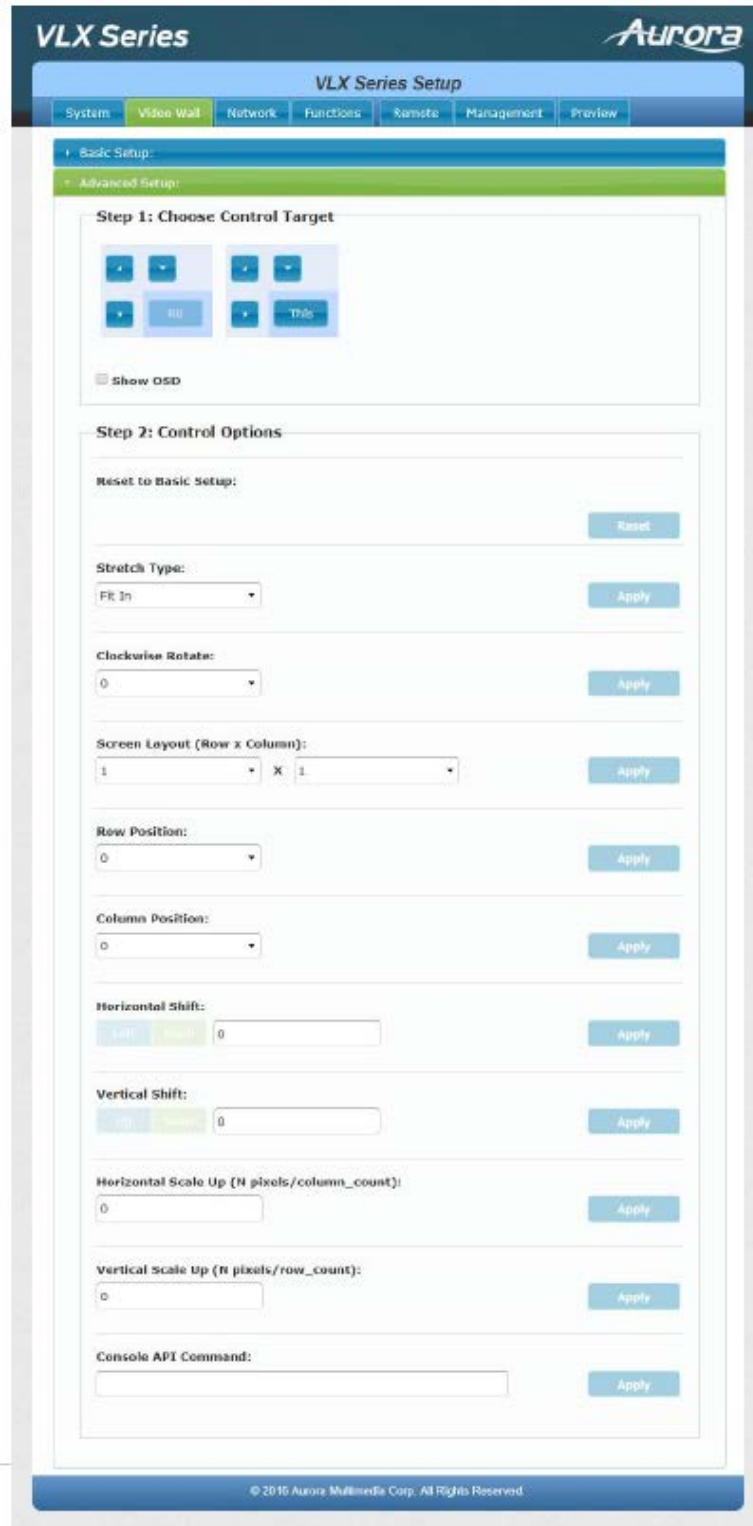 VLX Series
Aurora
VLX Series Setup
System Video Wall Network Functions Remote Management Preview
Basic Setup:
Advanced Setup:
Step 1: Choose Control Target
All
This
Show OSD
Step 2: Control Options
Reset to Basic Setup:
Reset
Stretch Type:
Fit In
Apply
Clockwise Rotate:
0
Apply
Screen Layout (Row x Column):
1 X 1
Apply
Row Position:
0
Apply
Column Position:
0
Apply
Horizontal Shift:
Left 0
Apply
Vertical Shift:
Up 0
Apply
Horizontal Scale Up (N pixels/column_count):
0
Apply
Vertical Scale Up (N pixels/row_count):
0
Apply
Console API Command:
Apply
© 2016 Aurora Multimedia Corp. All Rights Reserved.